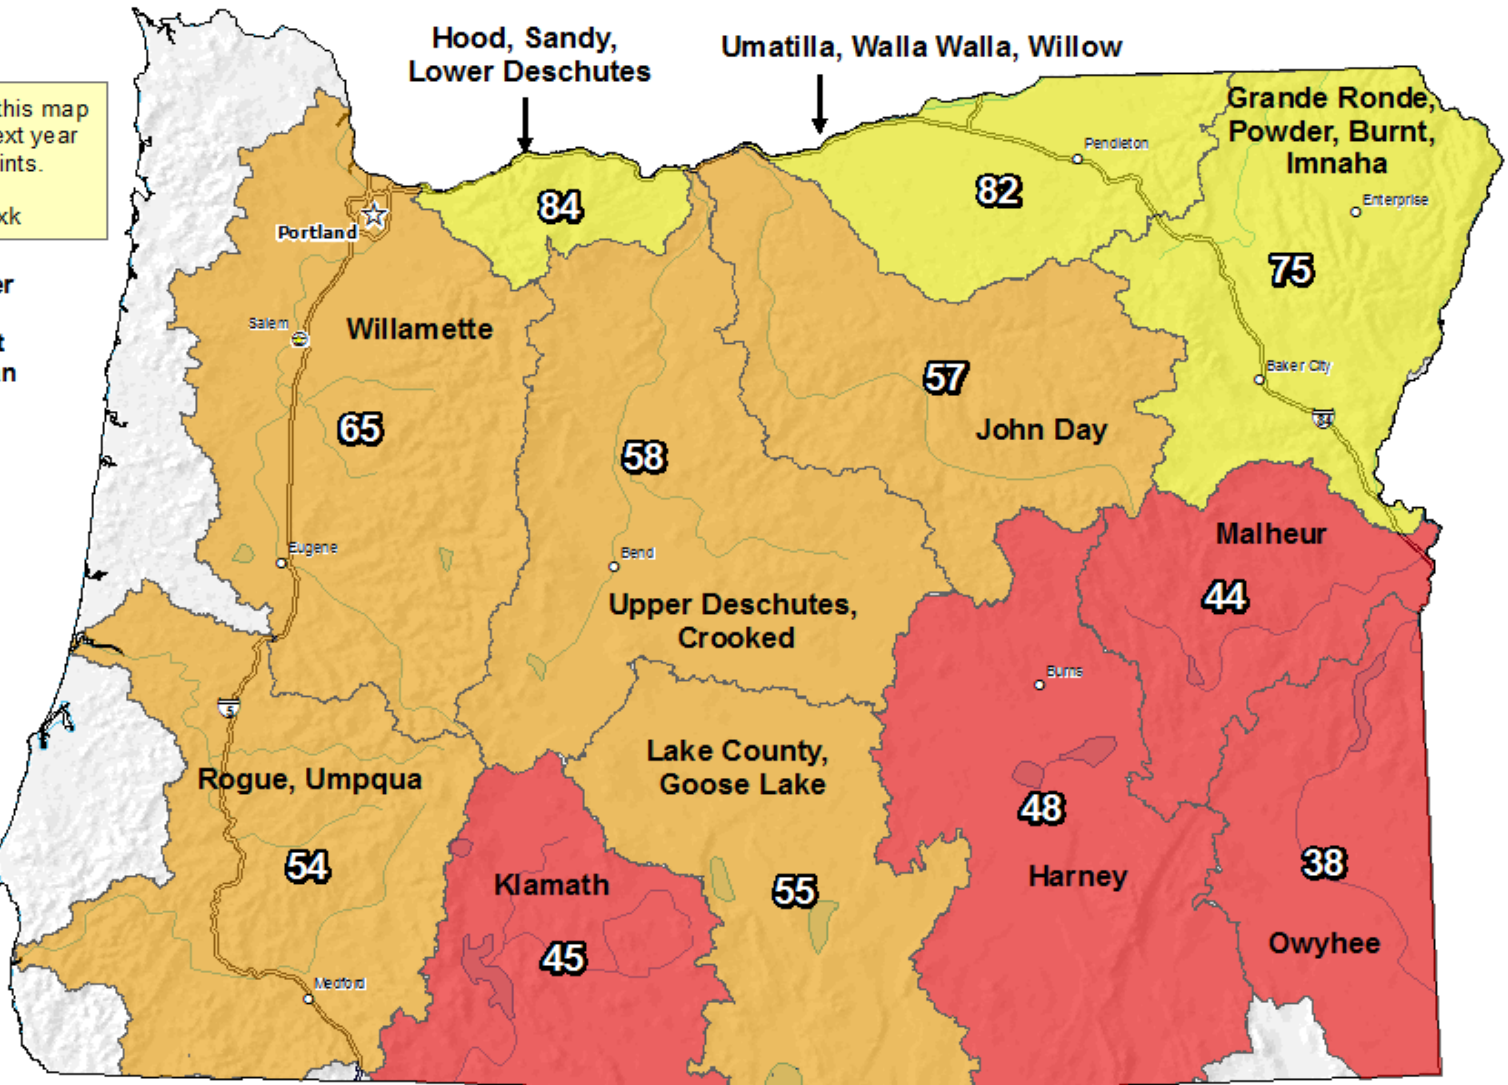 Hood, Sandy,
Lower Deschutes
Umatilla, Walla Walla, Willow
this map
ext year
ints.
xk
er
t
an
Grande Ronde,
Powder, Burnt,
Imnaha
Pendleton
Enterprise
84
82
75
Portland
Salem
Willamette
65
58
57
John Day
Baker City
84
Eugene
Bend
Upper Deschutes,
Crooked
Malheur
44
Burns
5
Rogue, Umpqua
54
Lake County,
Goose Lake
55
Klamath
45
48
Harney
38
Owyhee
Medford